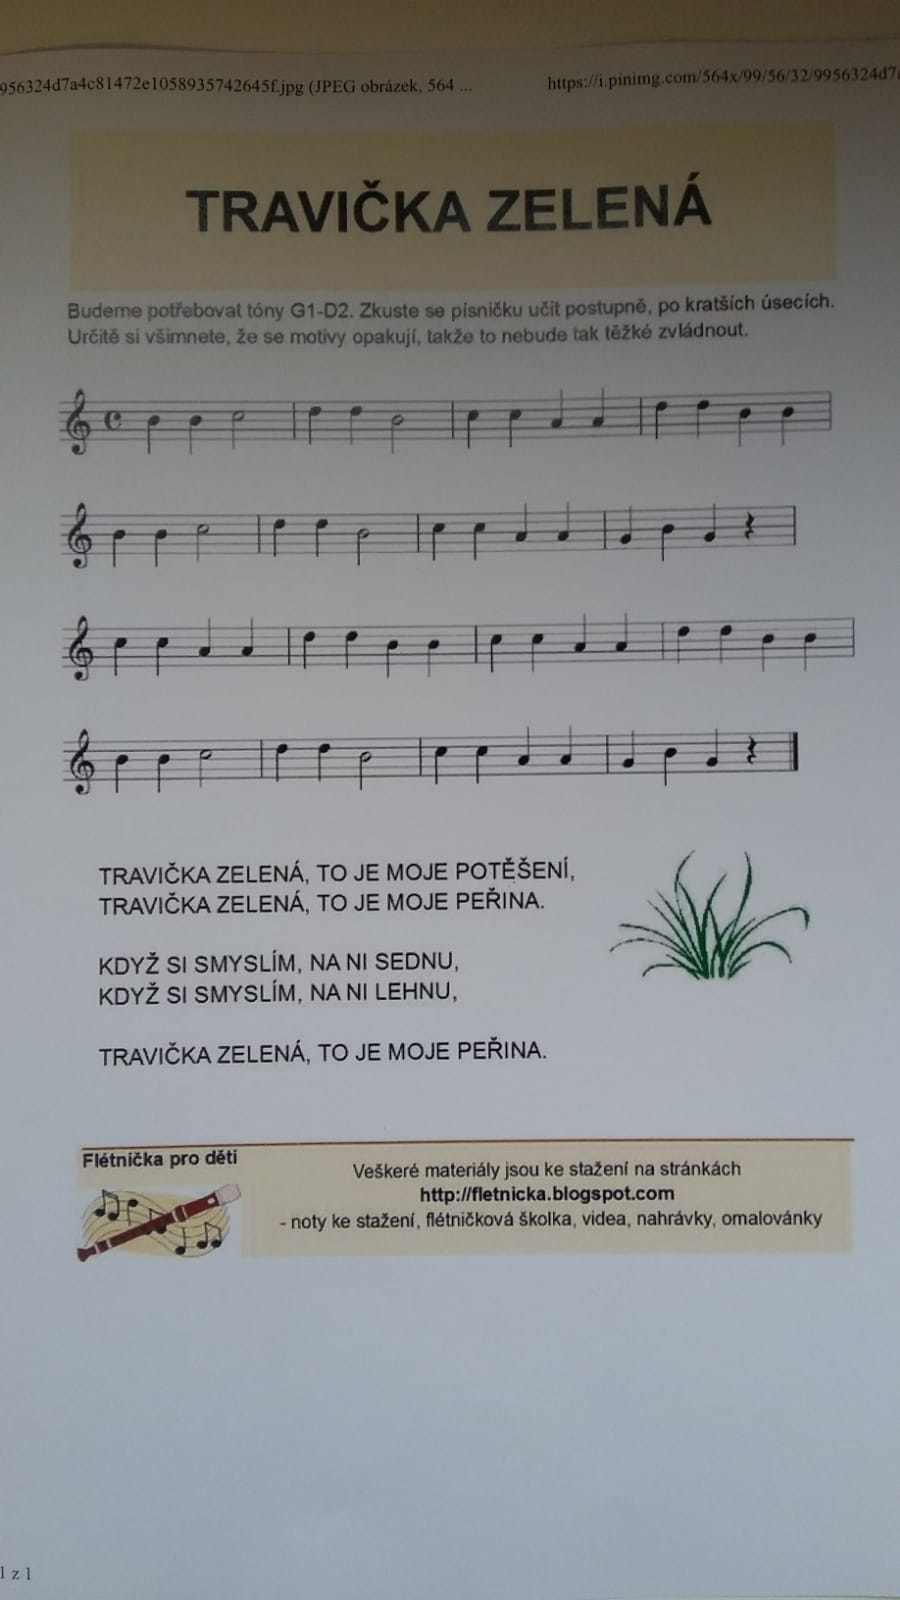 956324d7a4c81472e1058935742645f.jpg (JPEG obrázek, 564 ...
https://i.pinimg.com/564x/99/56/32/9956324d7a
TRAVIČKA ZELENÁ
Budeme potřebovat tóny G1-D2. Zkuste se písničku učit postupně, po kratších úsecích.
Určitě si všimnete, že se motivy opakují, takže to nebude tak těžké zvládnout.
TRAVIČKA ZELENÁ, TO JE MOJE POTĚŠENÍ,
TRAVIČKA ZELENÁ, TO JE MOJE PEŘINA.
KDYŽ SI SMYSLÍM, NA NI SEDNU,
KDYŽ SI SMYSLÍM, NA NI LEHNU,
TRAVIČKA ZELENÁ, TO JE MOJE PEŘINA.
Flétnička pro děti
Veškeré materiály jsou ke stažení na stránkách
http://fletnicka.blogspot.com
- noty ke stažení, flétničková školka, videa, nahrávky, omalovánky
1 z 1